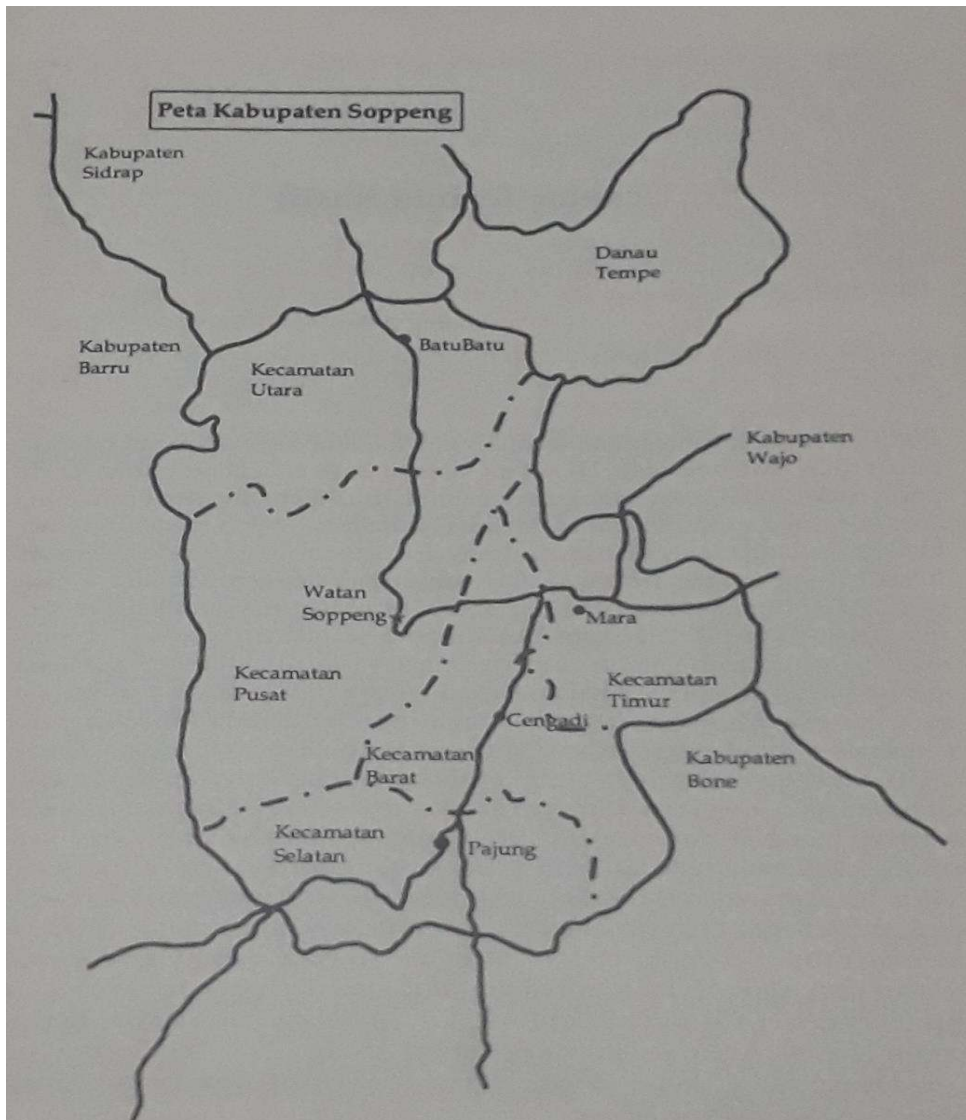 Peta Kabupaten Soppeng
Kabupaten
Sidrap
Danau
Tempe
Kabupaten
Barru
BatuBatu
Kecamatan
Utara
Kabupaten
Wajo
Watan
Soppeng
Mara
Kecamatan
Pusat
Kecamatan
Timur
Cengadi
Kecamatan
Barat
Kabupaten
Bone
Kecamatan
Selatan
Pajung